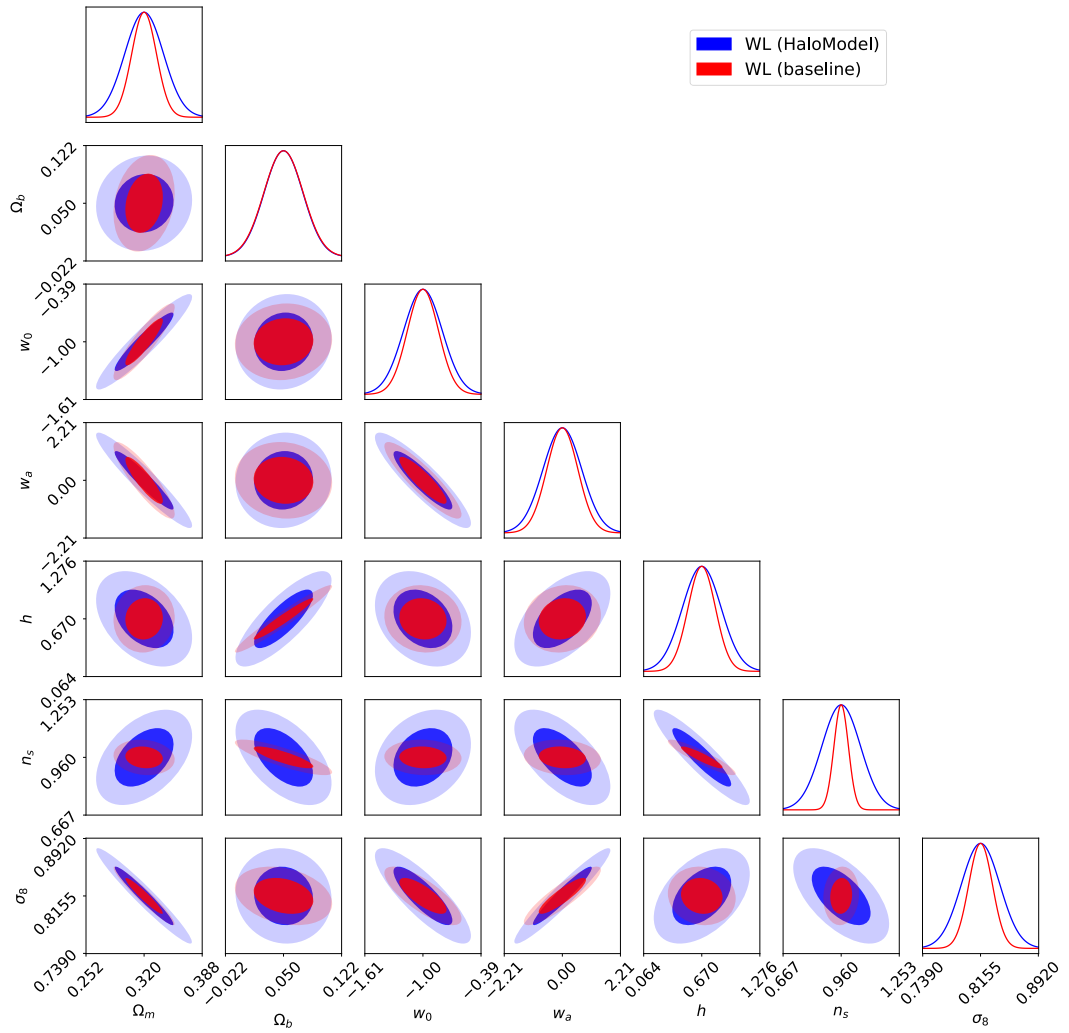 WL (HaloModel)
WL (baseline)
0.122
0.050
−0.022
Ω_b
−0.39
−1.00
−1.61
w_0
2.21
0.00
−2.21
w_a
1.276
0.670
0.064
h
1.253
0.960
0.667
n_s
0.8920
0.8155
0.7390
σ_8
0.252 0.320 0.388 −0.022 0.050 0.122 −1.61 −1.00 −0.39 −2.21 0.00 2.21 0.064 0.670 1.276 0.667 0.960 1.253 0.7390 0.8155 0.8920
Ω_m Ω_b w_0 w_a h n_s σ_8